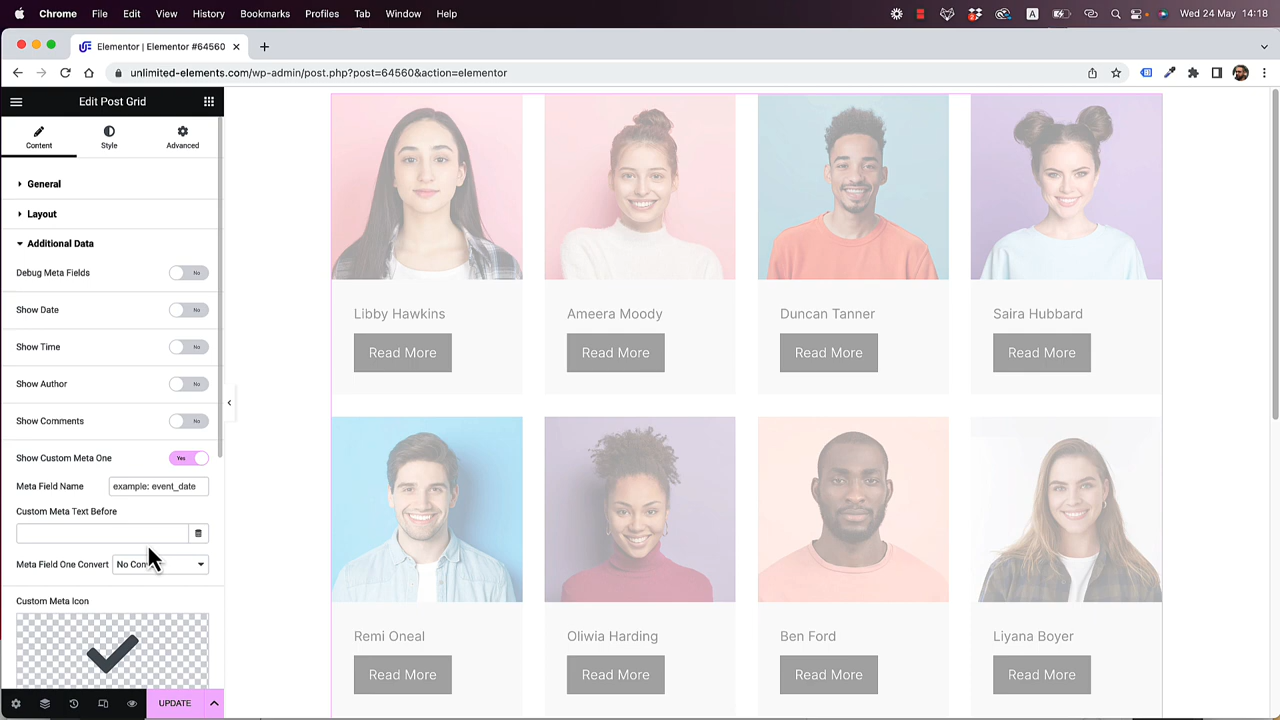 Chrome File Edit View History Bookmarks Profiles Tab Window Help A Wed 24 May 14:18
Elementor | Elementor #64560
unlimited-elements.com/wp-admin/post.php?post=64560&action=elementor
Edit Post Grid
Content Style Advanced
General
Layout
Additional Data
Debug Meta Fields No
Show Date No
Show Time No
Show Author No
Show Comments No
Show Custom Meta One Yes
Meta Field Name example: event_date
Custom Meta Text Before
Meta Field One Convert No
Custom Meta Icon
UPDATE
Libby Hawkins Ameera Moody Duncan Tanner Saira Hubbard
Read More Read More Read More Read More
Remi Oneal Oliwia Harding Ben Ford Liyana Boyer
Read More Read More Read More Read More